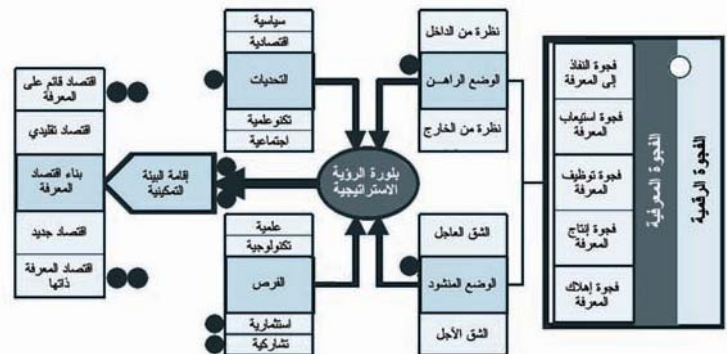 الفجوة الرقمية
الفجوة المعرفية
فجوة النفاذ
إلى المعرفة
فجوة استيعاب
المعرفة
فجوة توظيف
المعرفة
فجوة إنتاج
المعرفة
فجوة إهلاك
المعرفة
نظرة من الداخل
الوضع الراهـن
نظرة من الخارج
الشق العاجل
الوضع المنشود
الشق الآجل
بلورة الرؤية
الاستراتيجية
سياسية
اقتصادية
التحديات
تكنوعلمية
اجتماعية
علمية
تكنولوجية
الفرص
استثمارية
تشاركية
إقامة البيئة
التمكينية
اقتصاد قائم على
المعرفة
اقتصاد تقليدي
بناء اقتصاد
المعرفة
اقتصاد جديد
اقتصاد المعرفة
ذاتها